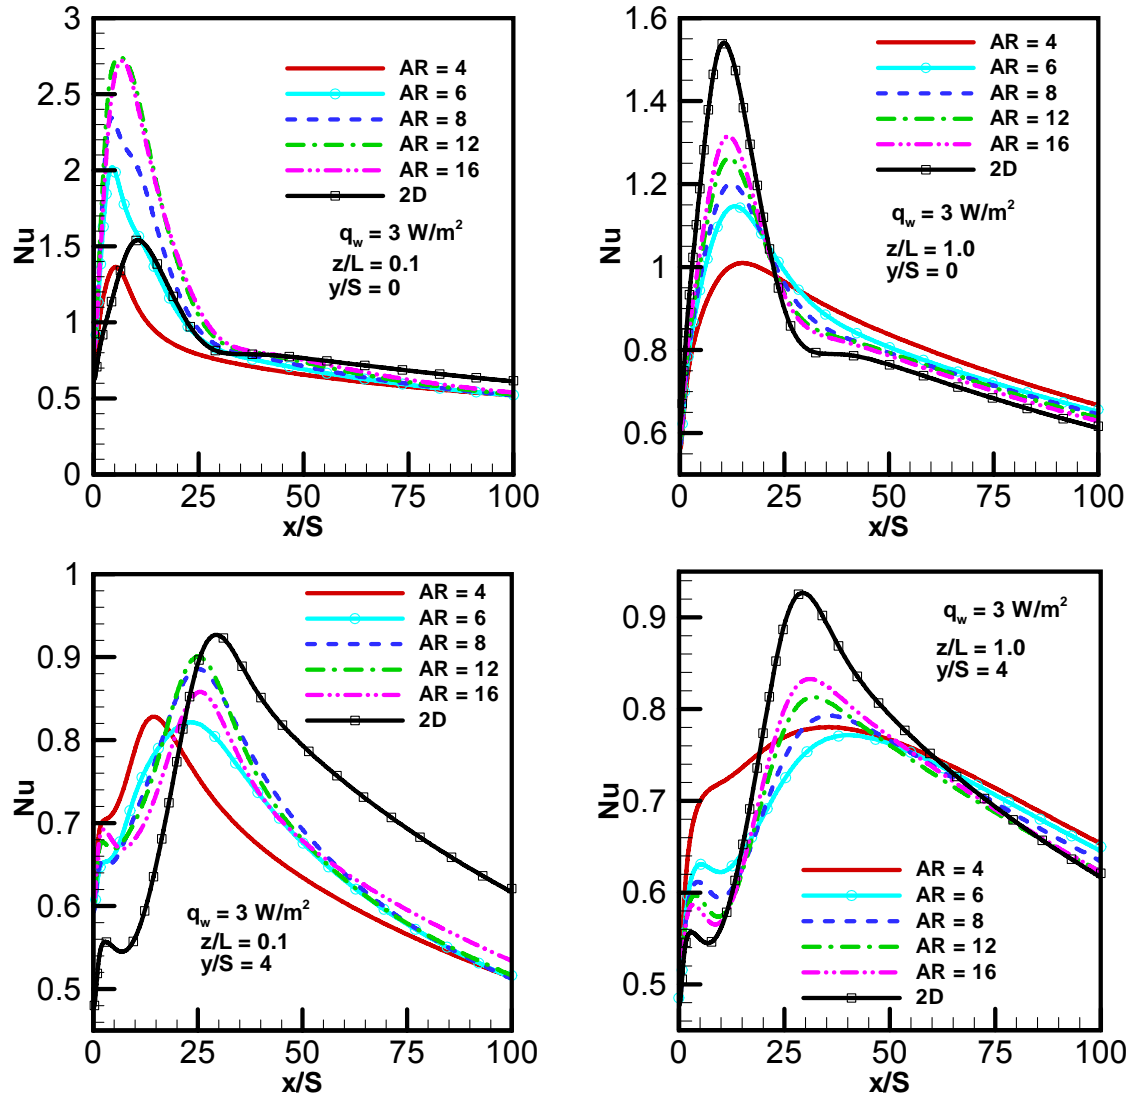 3
2.5
2
1.5
1
0.5
0
Nu
0 25 50 75 100
x/S
AR = 4
AR = 6
AR = 8
AR = 12
AR = 16
2D
q_w = 3 W/m²
z/L = 0.1
y/S = 0
1.6
1.4
1.2
1
0.8
0.6
Nu
0 25 50 75 100
x/S
AR = 4
AR = 6
AR = 8
AR = 12
AR = 16
2D
q_w = 3 W/m²
z/L = 1.0
y/S = 0
1
0.9
0.8
0.7
0.6
0.5
Nu
0 25 50 75 100
x/S
AR = 4
AR = 6
AR = 8
AR = 12
AR = 16
2D
q_w = 3 W/m²
z/L = 0.1
y/S = 4
0.9
0.8
0.7
0.6
0.5
Nu
0 25 50 75 100
x/S
q_w = 3 W/m²
z/L = 1.0
y/S = 4
AR = 4
AR = 6
AR = 8
AR = 12
AR = 16
2D